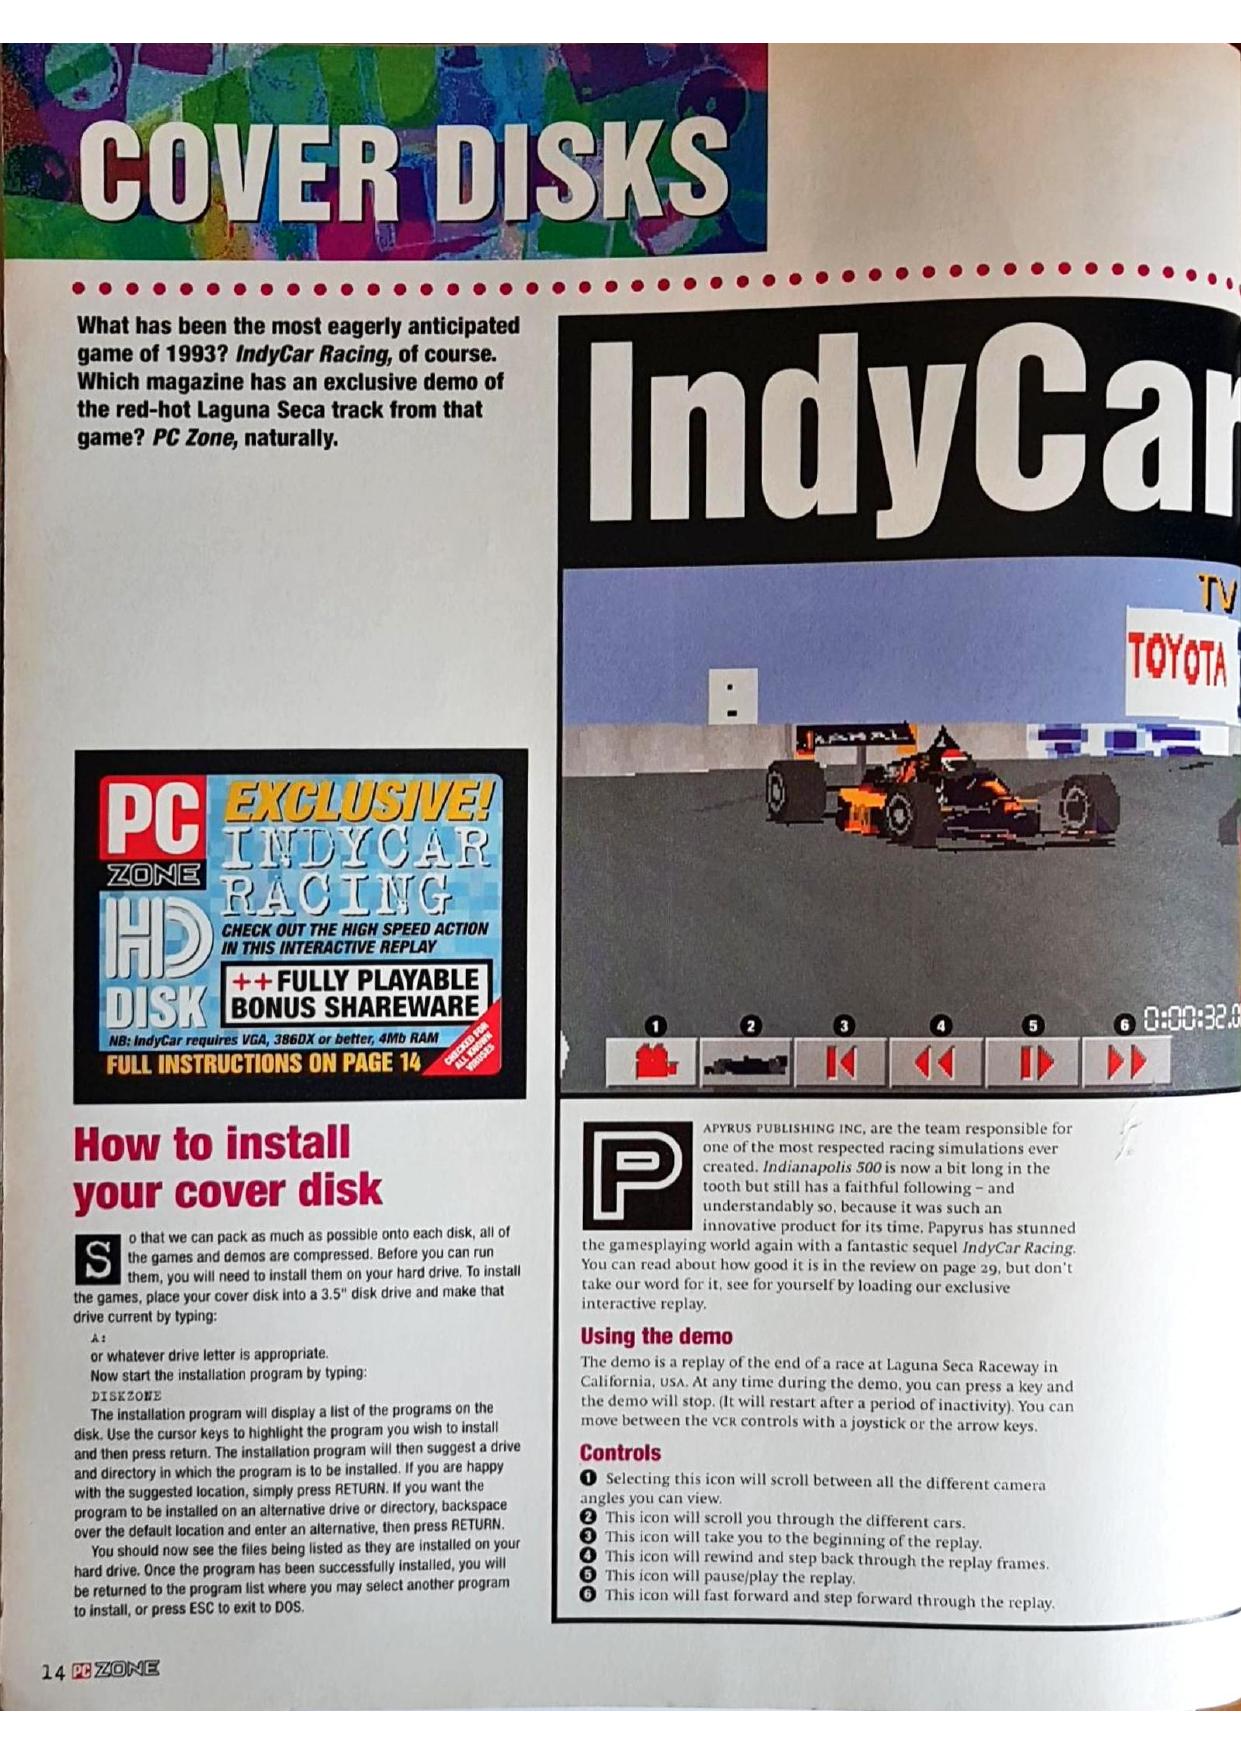 COVER DISKS
What has been the most eagerly anticipated
game of 1993? IndyCar Racing, of course.
Which magazine has an exclusive demo of
the red-hot Laguna Seca track from that
game? PC Zone, naturally.
PC
ZONE
HD
DISK
EXCLUSIVE!
INDYCAR
RACING
CHECK OUT THE HIGH SPEED ACTION
IN THIS INTERACTIVE REPLAY
++FULLY PLAYABLE
BONUS SHAREWARE
NB: IndyCar requires VGA, 386DX or better, 4Mb RAM
FULL INSTRUCTIONS ON PAGE 14
CHECKED FOR
ALL KNOWN
VIRUSES
How to install
your cover disk
So that we can pack as much as possible onto each disk, all of
the games and demos are compressed. Before you can run
them, you will need to install them on your hard drive. To install
the games, place your cover disk into a 3.5" disk drive and make that
drive current by typing:
A:
or whatever drive letter is appropriate.
Now start the installation program by typing:
DISKZONE
The installation program will display a list of the programs on the
disk. Use the cursor keys to highlight the program you wish to install
and then press return. The installation program will then suggest a drive
and directory in which the program is to be installed. If you are happy
with the suggested location, simply press RETURN. If you want the
program to be installed on an alternative drive or directory, backspace
over the default location and enter an alternative, then press RETURN.
You should now see the files being listed as they are installed on your
hard drive. Once the program has been successfully installed, you will
be returned to the program list where you may select another program
to install, or press ESC to exit to DOS.
IndyCar
TV
TOYOTA
1 2 3 4 5 6 0:00:32.0
PAPYRUS PUBLISHING INC, are the team responsible for
one of the most respected racing simulations ever
created. Indianapolis 500 is now a bit long in the
tooth but still has a faithful following – and
understandably so, because it was such an
innovative product for its time. Papyrus has stunned
the gamesplaying world again with a fantastic sequel IndyCar Racing.
You can read about how good it is in the review on page 29, but don't
take our word for it, see for yourself by loading our exclusive
interactive replay.
Using the demo
The demo is a replay of the end of a race at Laguna Seca Raceway in
California, USA. At any time during the demo, you can press a key and
the demo will stop. (It will restart after a period of inactivity). You can
move between the VCR controls with a joystick or the arrow keys.
Controls
1 Selecting this icon will scroll between all the different camera
angles you can view.
2 This icon will scroll you through the different cars.
3 This icon will take you to the beginning of the replay.
4 This icon will rewind and step back through the replay frames.
5 This icon will pause/play the replay.
6 This icon will fast forward and step forward through the replay.
14 PC ZONE